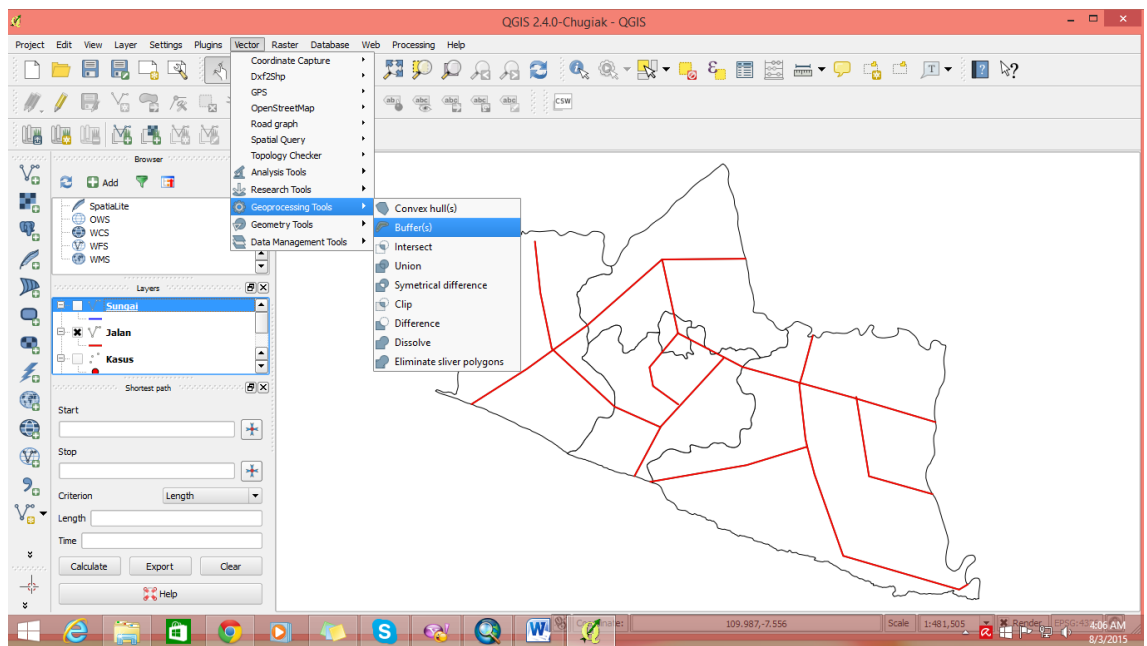 QGIS 2.4.0-Chugiak - QGIS
Project Edit View Layer Settings Plugins Vector Raster Database Web Processing Help
Coordinate Capture
Dxf2Shp
GPS
OpenStreetMap
Road graph
Spatial Query
Topology Checker
Analysis Tools
Research Tools
Geoprocessing Tools
Geometry Tools
Data Management Tools
Convex hull(s)
Buffer(s)
Intersect
Union
Symetrical difference
Clip
Difference
Dissolve
Eliminate sliver polygons
CSW
Browser
Add
SpatiaLite
OWS
WCS
WFS
WMS
Layers
Sungai
Jalan
Kasus
Shortest path
Start
Stop
Criterion Length
Length
Time
Calculate Export Clear
Help
109.987,-7.556 Scale 1:481,505 Render
4:06 AM
8/3/2015